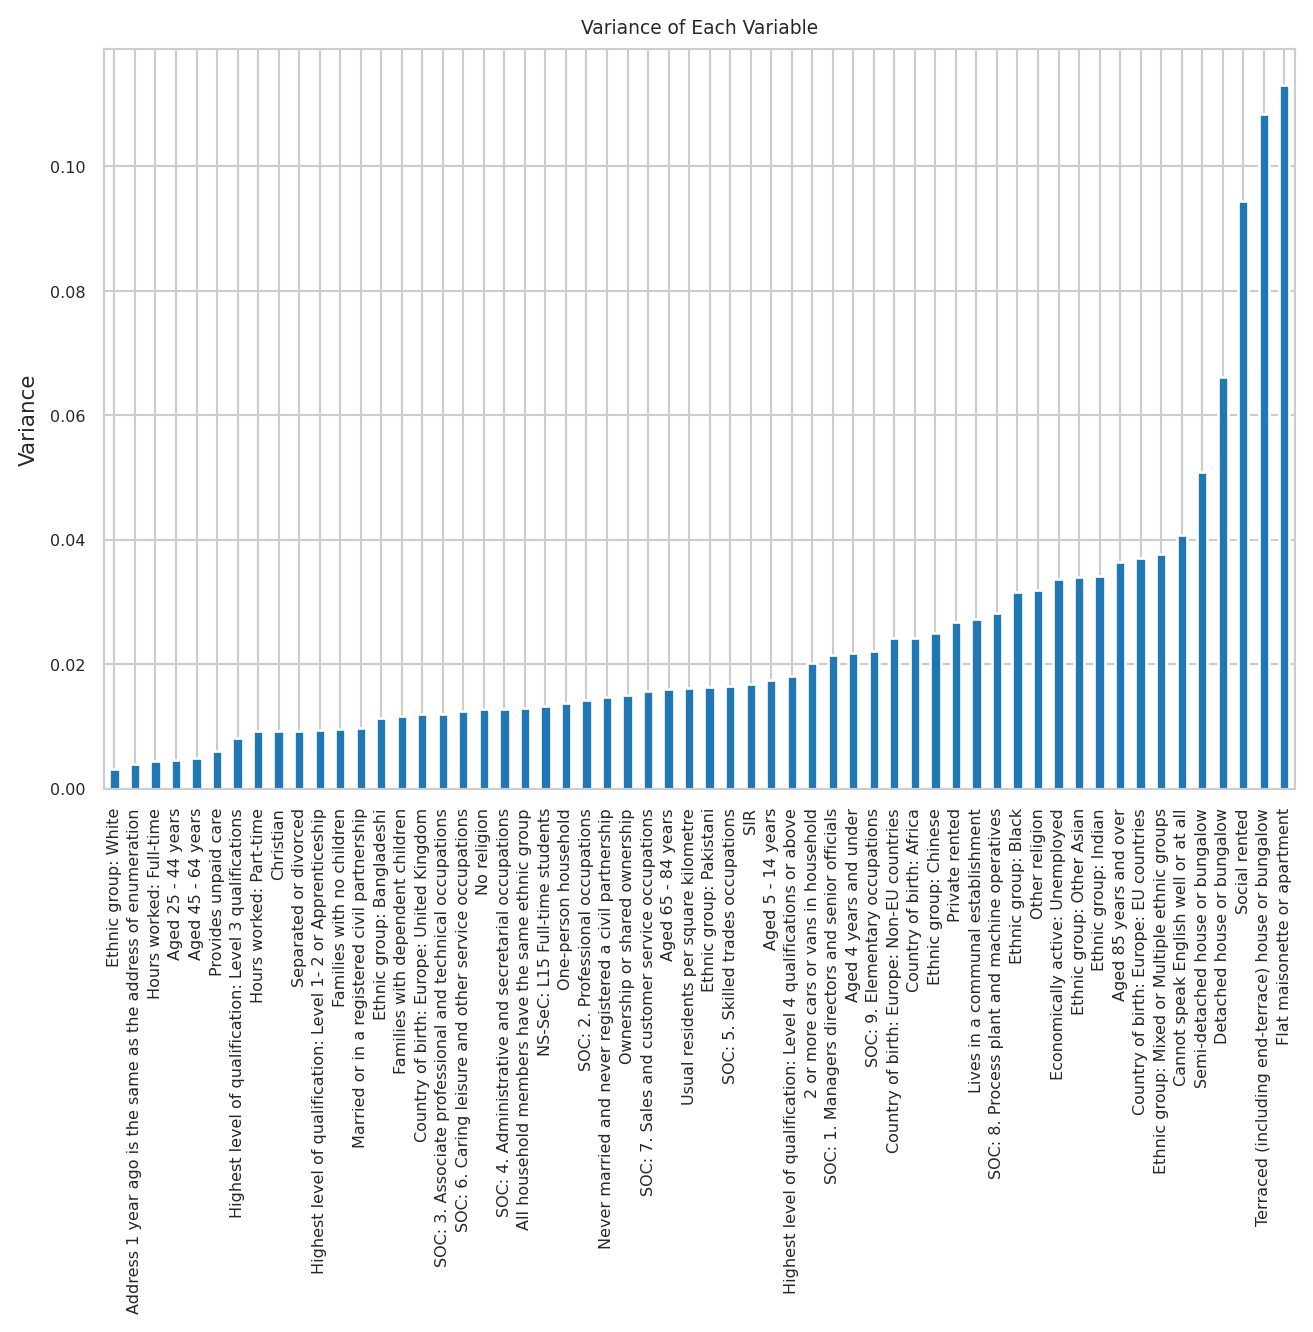 Variance of Each Variable
Variance
0.10
0.08
0.06
0.04
0.02
0.00
Ethnic group: White
Address 1 year ago is the same as the address of enumeration
Hours worked: Full-time
Aged 25 - 44 years
Aged 45 - 64 years
Provides unpaid care
Highest level of qualification: Level 3 qualifications
Hours worked: Part-time
Christian
Separated or divorced
Highest level of qualification: Level 1- 2 or Apprenticeship
Families with no children
Married or in a registered civil partnership
Ethnic group: Bangladeshi
Families with dependent children
Country of birth: Europe: United Kingdom
SOC: 3. Associate professional and technical occupations
SOC: 6. Caring leisure and other service occupations
No religion
SOC: 4. Administrative and secretarial occupations
All household members have the same ethnic group
NS-SeC: L15 Full-time students
One-person household
SOC: 2. Professional occupations
Never married and never registered a civil partnership
Ownership or shared ownership
SOC: 7. Sales and customer service occupations
Aged 65 - 84 years
Usual residents per square kilometre
Ethnic group: Pakistani
SOC: 5. Skilled trades occupations
SIR
Aged 5 - 14 years
Highest level of qualification: Level 4 qualifications or above
2 or more cars or vans in household
SOC: 1. Managers directors and senior officials
Aged 4 years and under
SOC: 9. Elementary occupations
Country of birth: Europe: Non-EU countries
Country of birth: Africa
Ethnic group: Chinese
Private rented
Lives in a communal establishment
SOC: 8. Process plant and machine operatives
Ethnic group: Black
Other religion
Economically active: Unemployed
Ethnic group: Other Asian
Ethnic group: Indian
Aged 85 years and over
Country of birth: Europe: EU countries
Ethnic group: Mixed or Multiple ethnic groups
Cannot speak English well or at all
Semi-detached house or bungalow
Detached house or bungalow
Social rented
Terraced (including end-terrace) house or bungalow
Flat maisonette or apartment